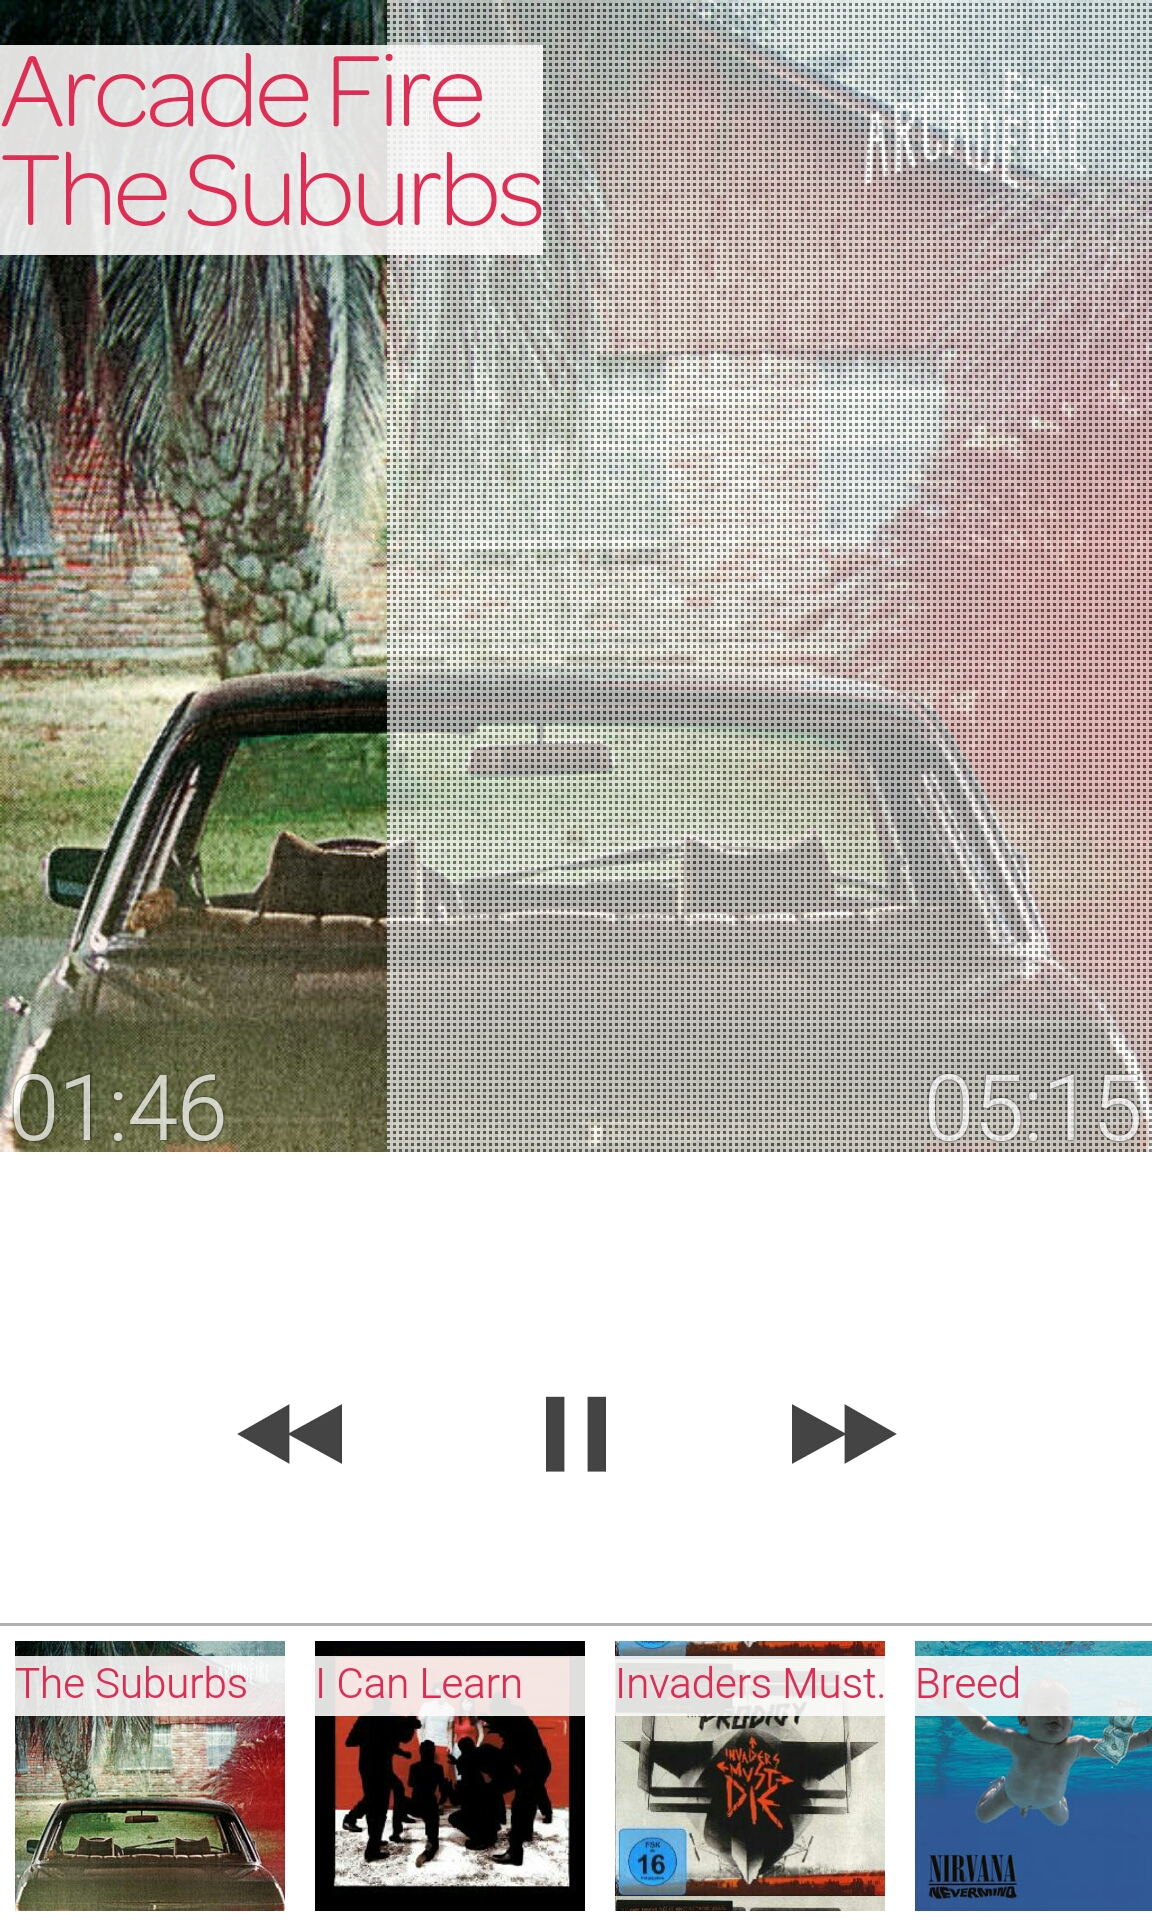 Arcade Fire
The Suburbs
ARCADE FIRE
01:46
05:15
The Suburbs
I Can Learn
Invaders Must.
Breed
PRODIGY
INVADERS
MUST
DIE
FSK
16
NIRVANA
NEVERMIND